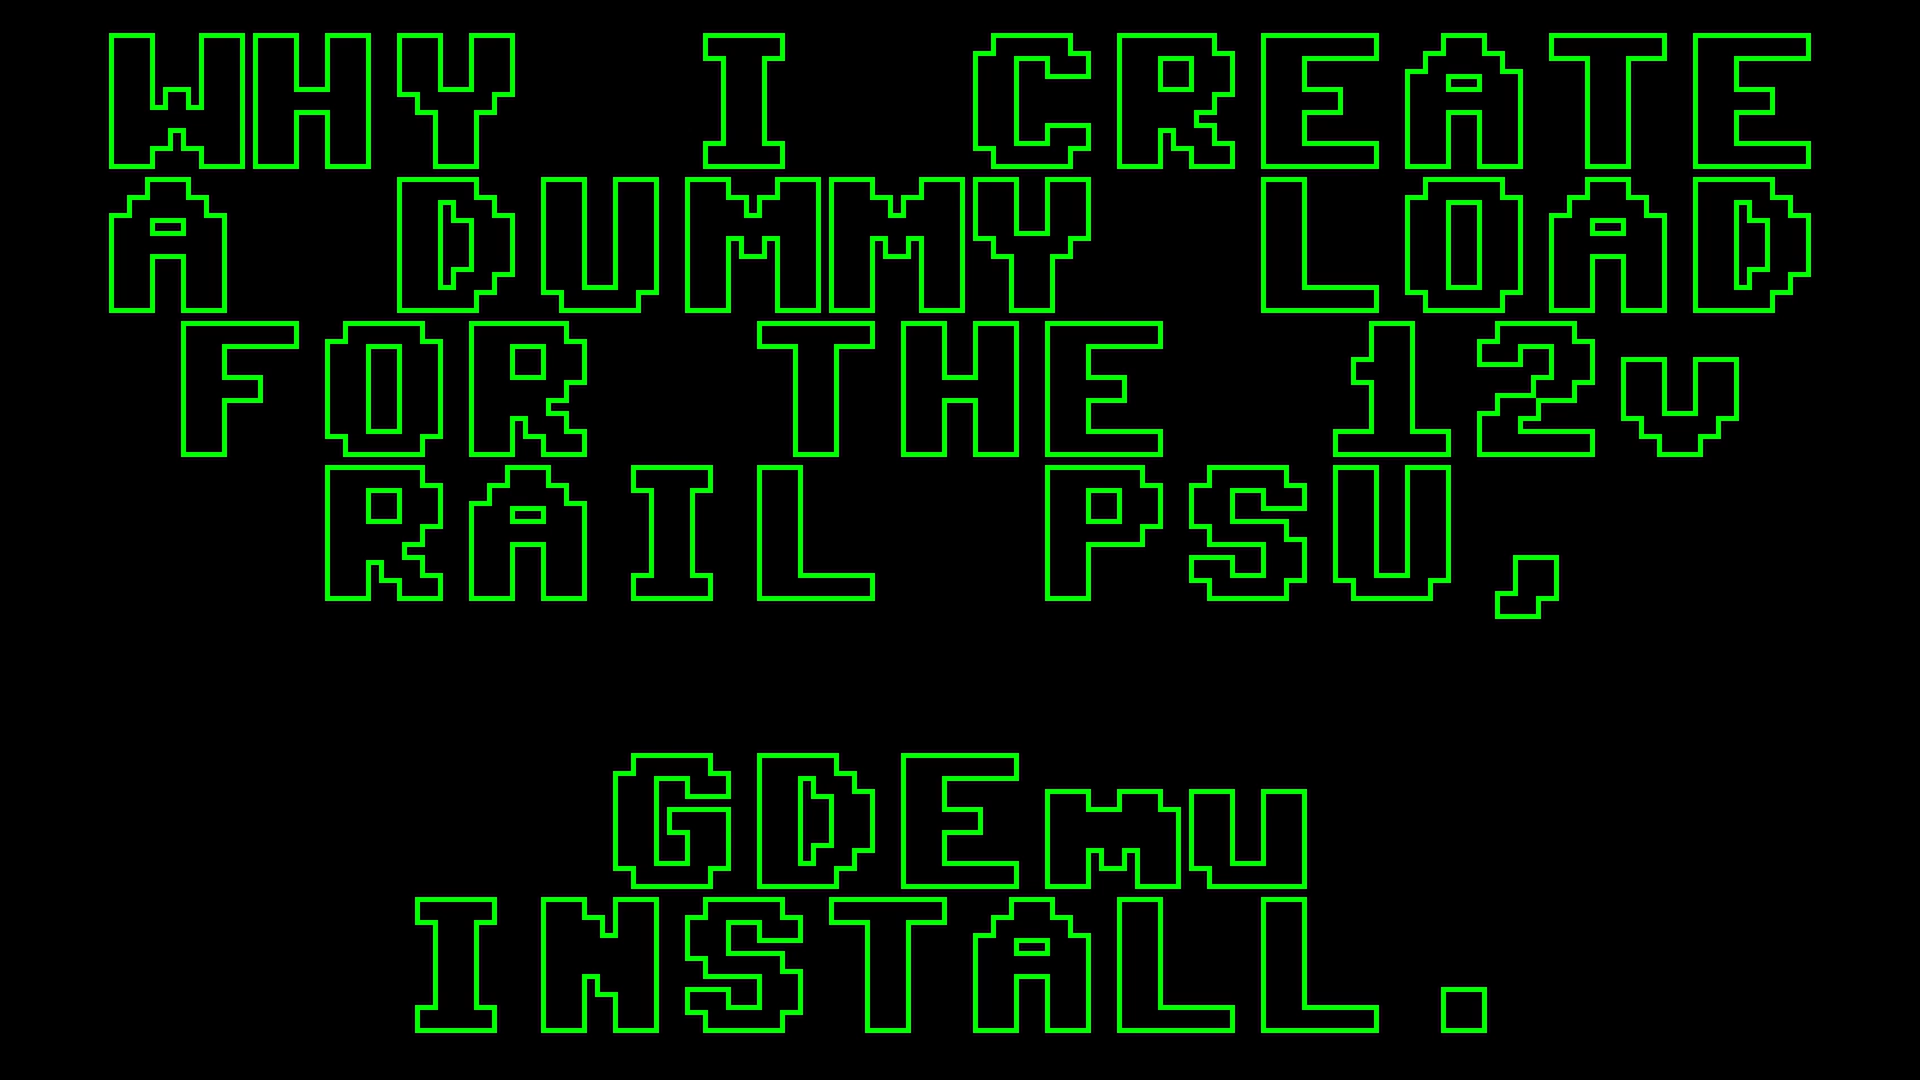 WHY I CREATE
A DUMMY LOAD
FOR THE 12v
RAIL PSU,
GDEmu
INSTALL.